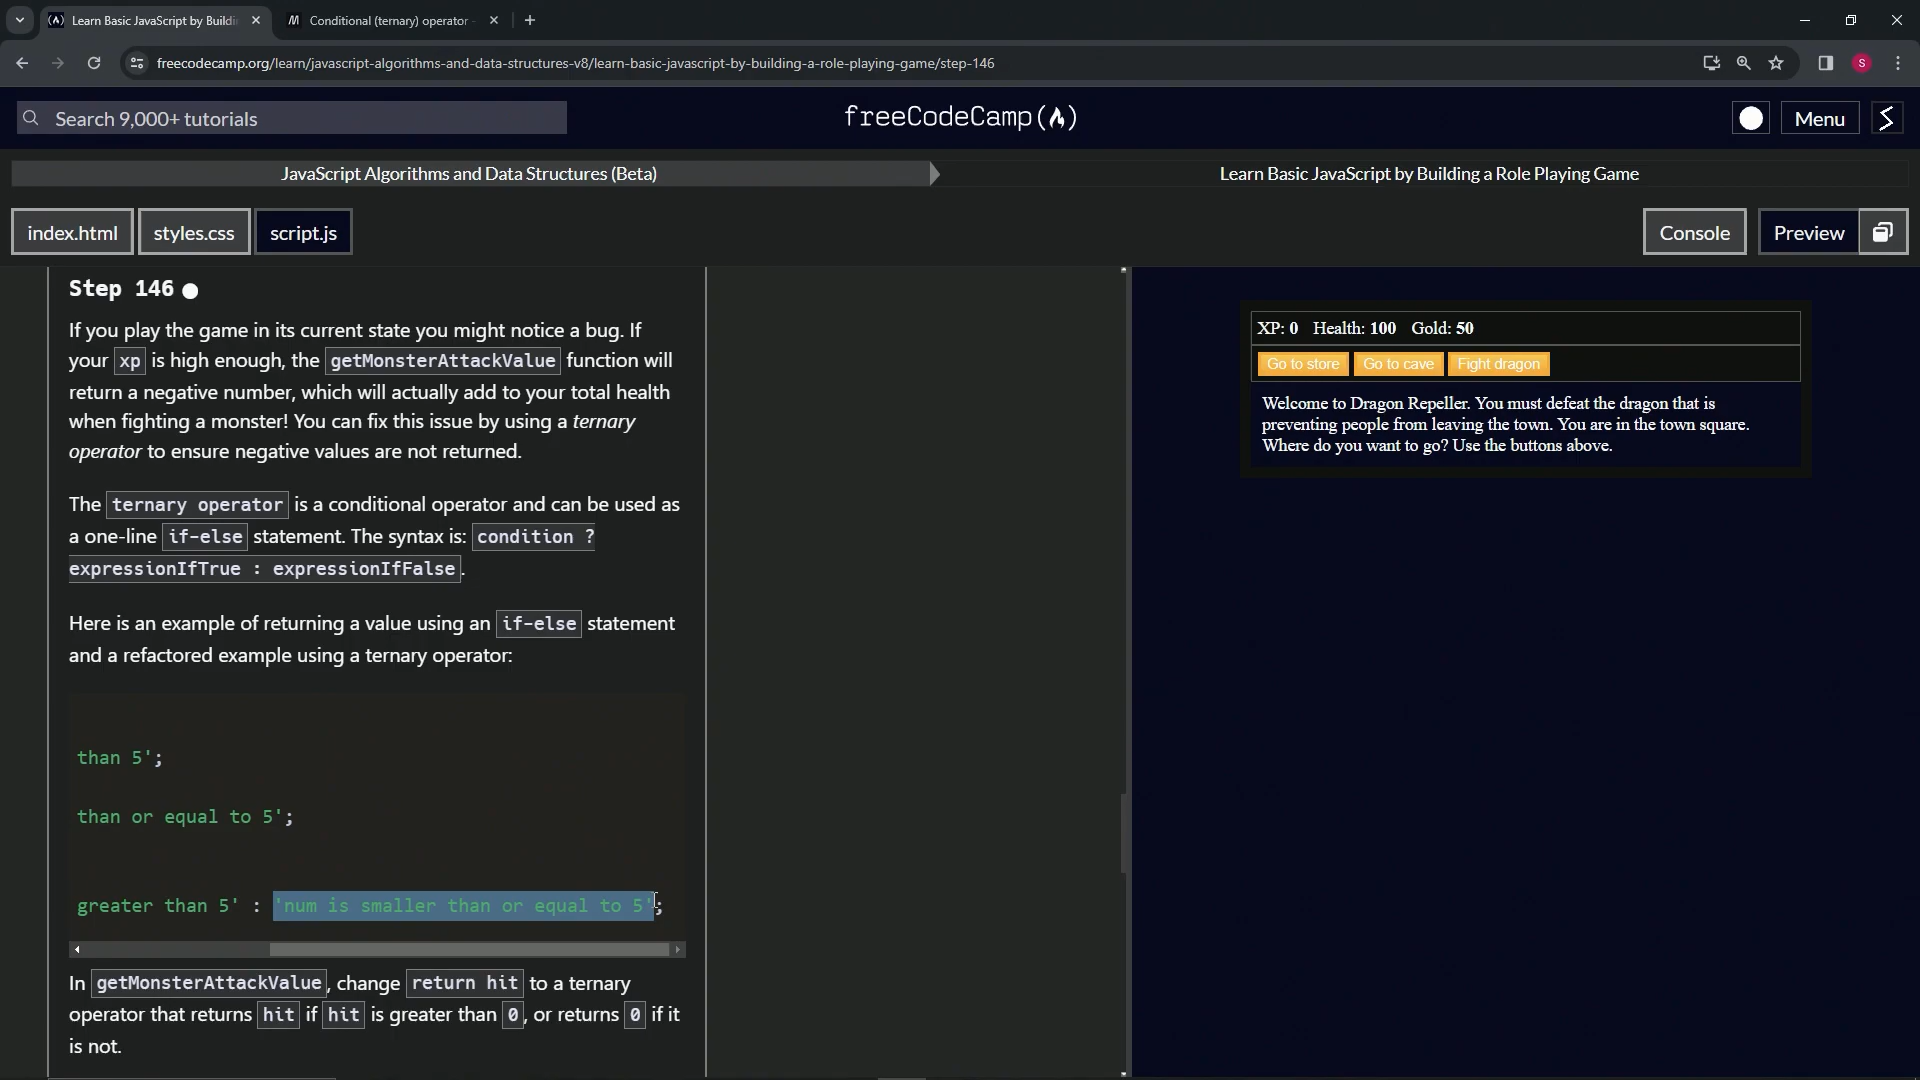 Learn Basic JavaScript by Buildi
Conditional (ternary) operator
freecodecamp.org/learn/javascript-algorithms-and-data-structures-v8/learn-basic-javascript-by-building-a-role-playing-game/step-146
S
Search 9,000+ tutorials
freeCodeCamp
Menu
JavaScript Algorithms and Data Structures (Beta)
Learn Basic JavaScript by Building a Role Playing Game
index.html
styles.css
script.js
Console
Preview
Step 146
If you play the game in its current state you might notice a bug. If
your xp is high enough, the getMonsterAttackValue function will
return a negative number, which will actually add to your total health
when fighting a monster! You can fix this issue by using a ternary
operator to ensure negative values are not returned.
The ternary operator is a conditional operator and can be used as
a one-line if-else statement. The syntax is: condition ?
expressionIfTrue : expressionIfFalse.
Here is an example of returning a value using an if-else statement
and a refactored example using a ternary operator:
than 5';
than or equal to 5';
greater than 5' : 'num is smaller than or equal to 5';
In getMonsterAttackValue, change return hit to a ternary
operator that returns hit if hit is greater than 0, or returns 0 if it
is not.
XP: 0 Health: 100 Gold: 50
Go to store
Go to cave
Fight dragon
Welcome to Dragon Repeller. You must defeat the dragon that is
preventing people from leaving the town. You are in the town square.
Where do you want to go? Use the buttons above.